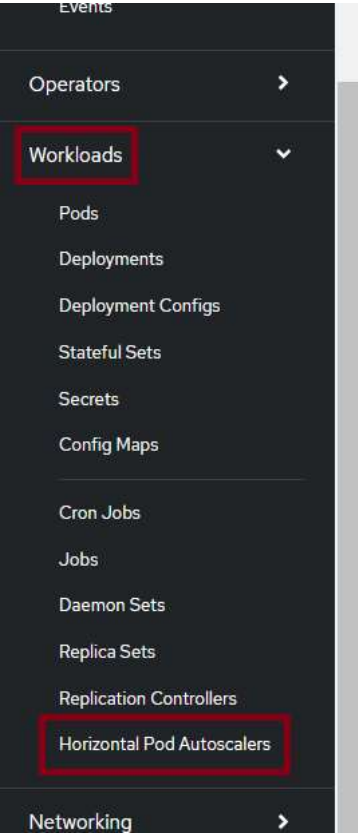 Events
Operators
Workloads
Pods
Deployments
Deployment Configs
Stateful Sets
Secrets
Config Maps
Cron Jobs
Jobs
Daemon Sets
Replica Sets
Replication Controllers
Horizontal Pod Autoscalers
Networking